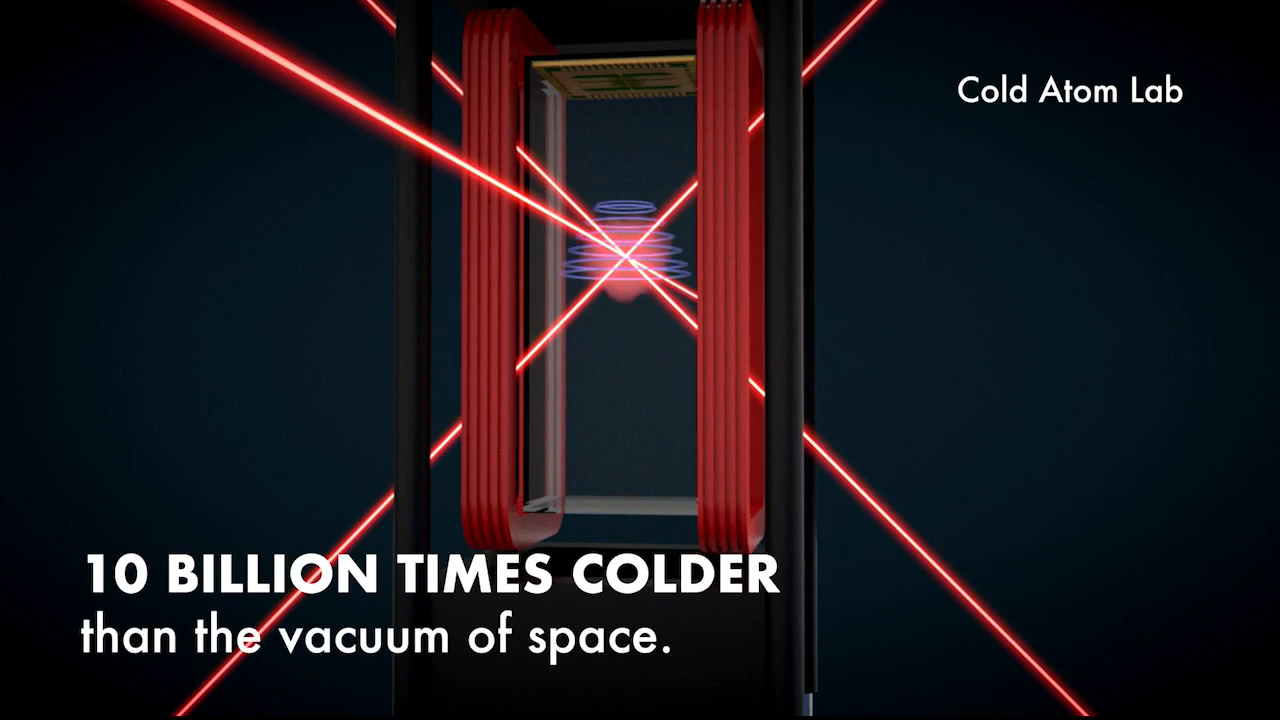 Cold Atom Lab
10 BILLION TIMES COLDER
than the vacuum of space.